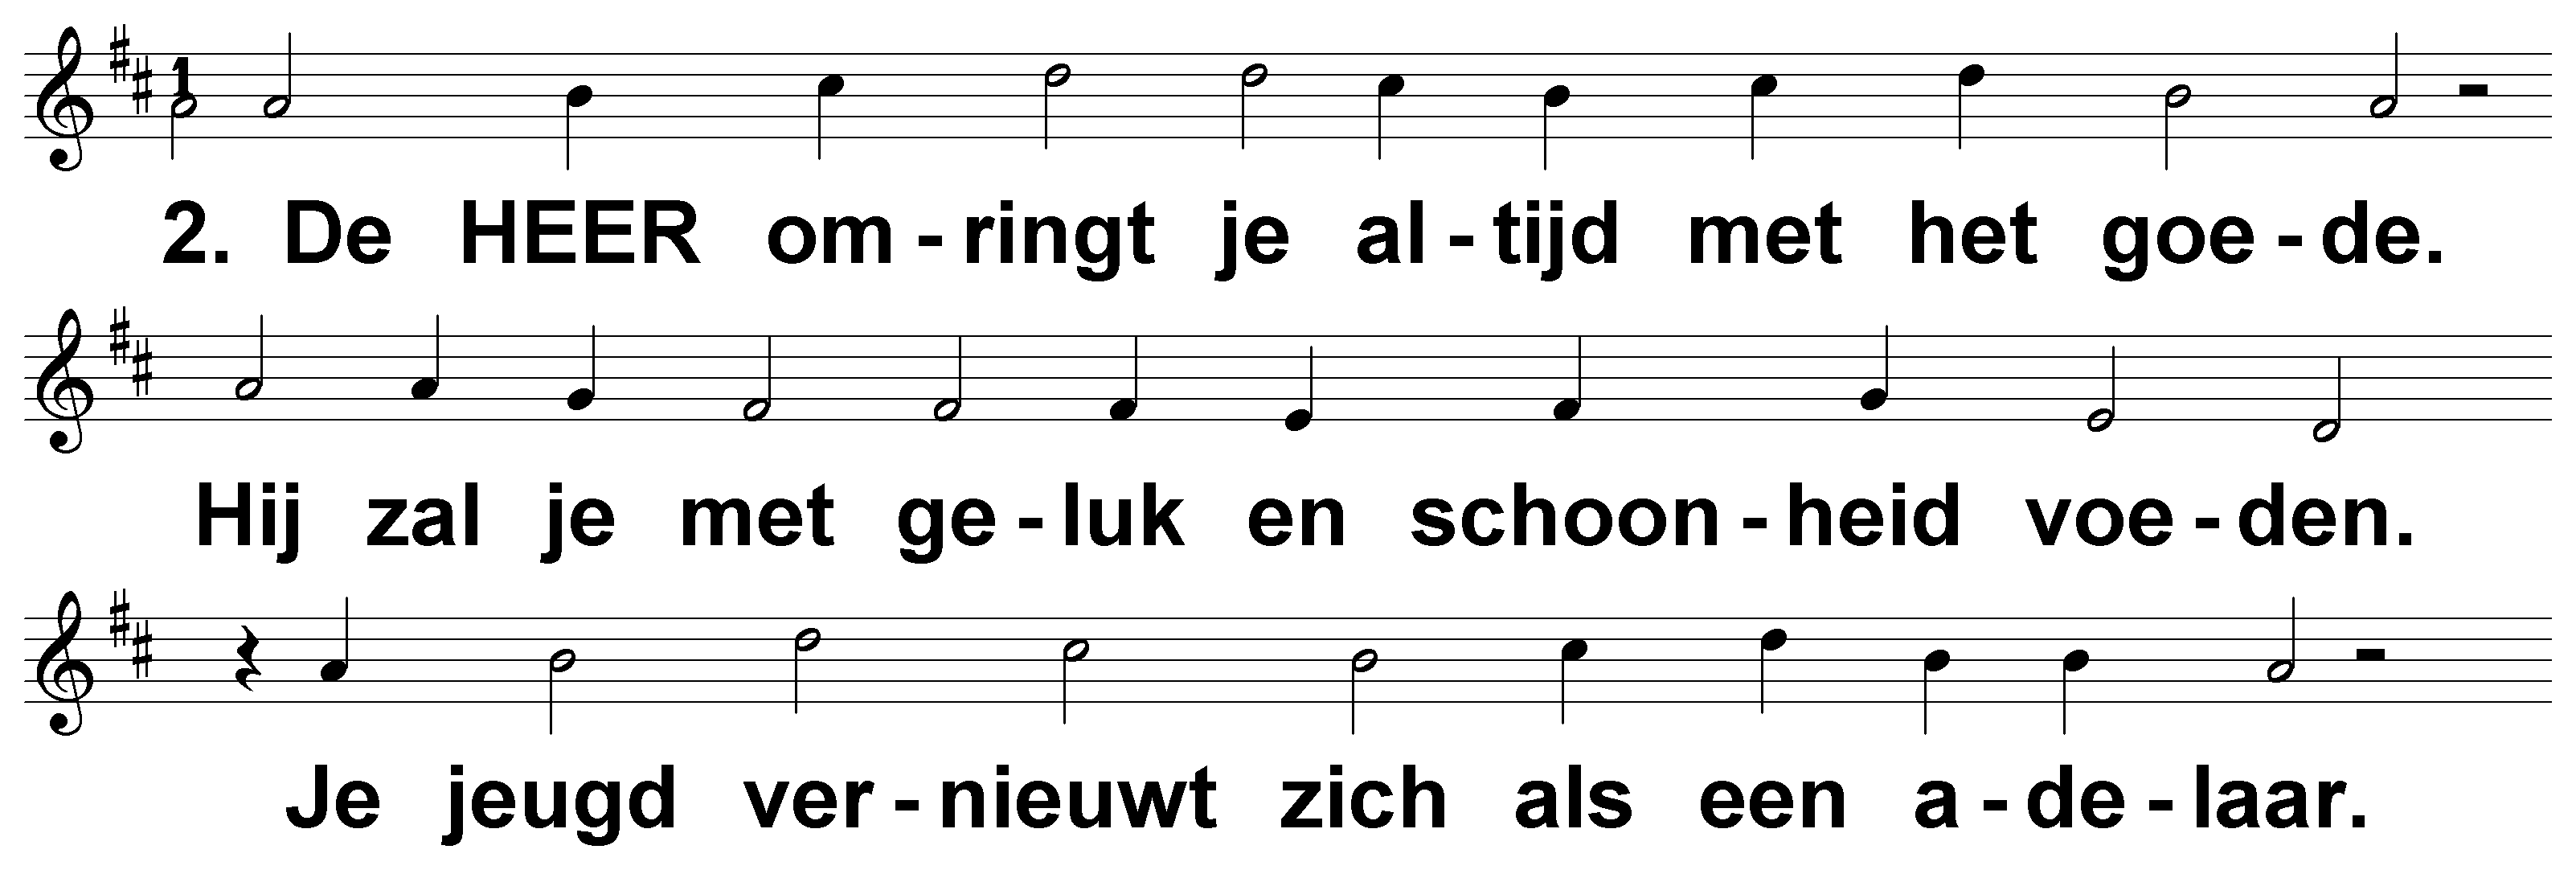 1
2. De HEER om - ringt je al - tijd met het goe - de.
Hij zal je met ge - luk en schoon - heid voe - den.
Je jeugd ver - nieuwt zich als een a - de - laar.